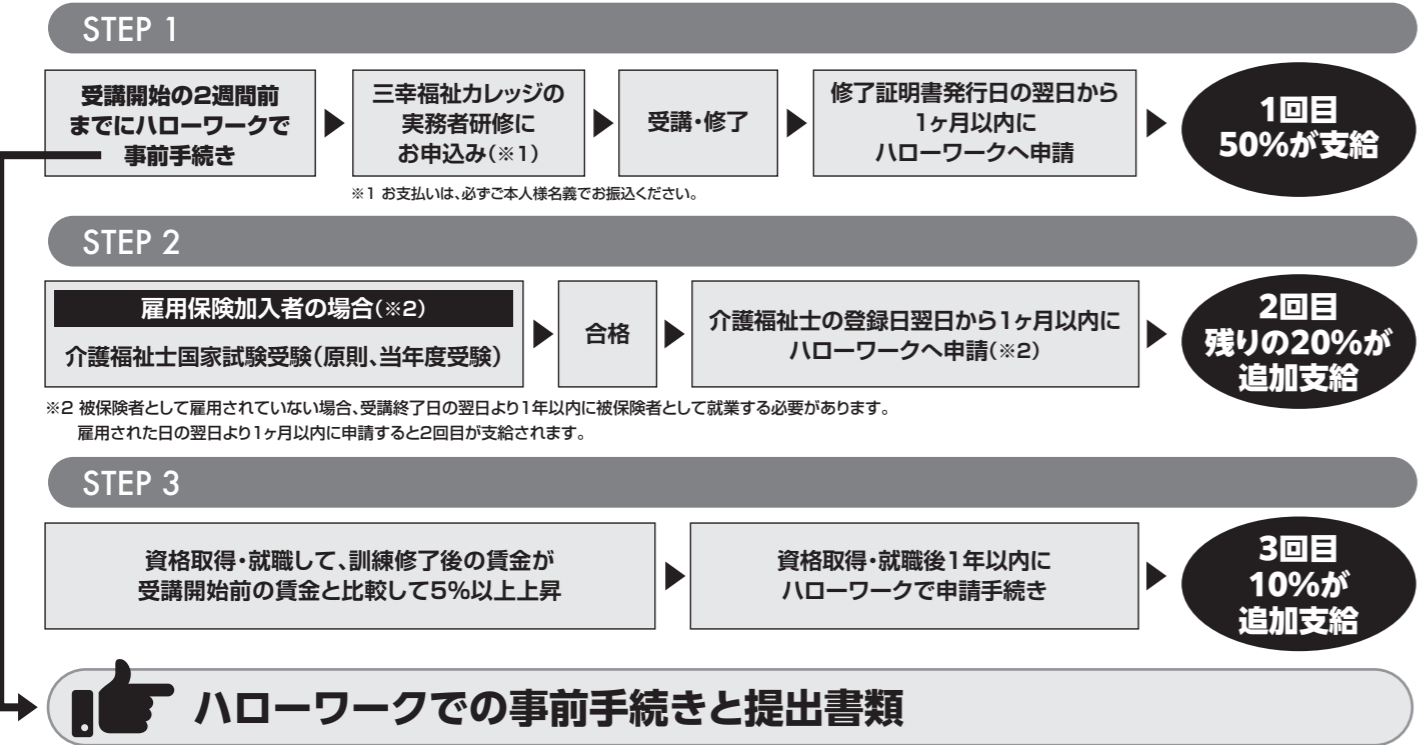 STEP 1
受講開始の2週間前
までにハローワークで
事前手続き
三幸福祉カレッジの
実務者研修に
お申込み(※1)
受講・修了
修了証明書発行日の翌日から
1ヶ月以内に
ハローワークへ申請
1回目
50%が支給
※1 お支払いは、必ずご本人様名義でお振込ください。
STEP 2
雇用保険加入者の場合(※2)
介護福祉士国家試験受験(原則、当年度受験)
合格
介護福祉士の登録日翌日から1ヶ月以内に
ハローワークへ申請(※2)
2回目
残りの20%が
追加支給
※2 被保険者として雇用されていない場合、受講終了日の翌日より1年以内に被保険者として就業する必要があります。
雇用された日の翌日より1ヶ月以内に申請すると2回目が支給されます。
STEP 3
資格取得・就職して、訓練修了後の賃金が
受講開始前の賃金と比較して5%以上上昇
資格取得・就職後1年以内に
ハローワークで申請手続き
3回目
10%が
追加支給
ハローワークでの事前手続きと提出書類